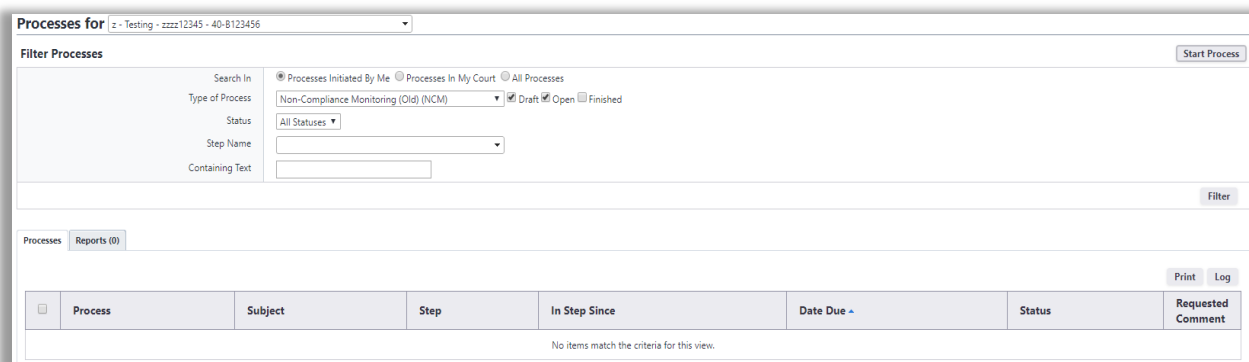 Processes for z - Testing - zzzz12345 - 40-B123456
Filter Processes Start Process
Search In Processes Initiated By Me Processes In My Court All Processes
Type of Process Non-Compliance Monitoring (Old) (NCM) Draft Open Finished
Status All Statuses
Step Name
Containing Text
Filter
Processes Reports (0)
Print Log
Process Subject Step In Step Since Date Due Status Requested Comment
No items match the criteria for this view.